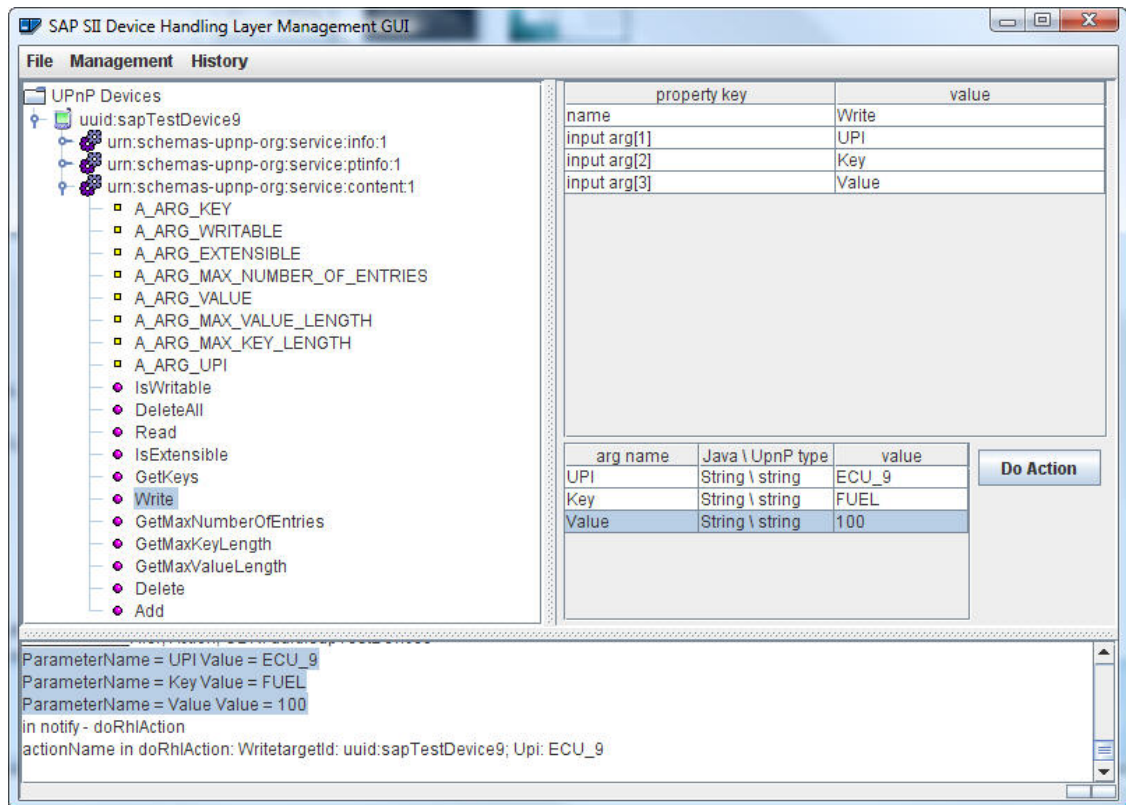 SAP SII Device Handling Layer Management GUI
File Management History
UPnP Devices
uuid:sapTestDevice9
urn:schemas-upnp-org:service:info:1
urn:schemas-upnp-org:service:ptinfo:1
urn:schemas-upnp-org:service:content:1
A_ARG_KEY
A_ARG_WRITABLE
A_ARG_EXTENSIBLE
A_ARG_MAX_NUMBER_OF_ENTRIES
A_ARG_VALUE
A_ARG_MAX_VALUE_LENGTH
A_ARG_MAX_KEY_LENGTH
A_ARG_UPI
IsWritable
DeleteAll
Read
IsExtensible
GetKeys
Write
GetMaxNumberOfEntries
GetMaxKeyLength
GetMaxValueLength
Delete
Add
property key value
name Write
input arg[1] UPI
input arg[2] Key
input arg[3] Value
arg name Java \ UpnP type value
UPI String \ string ECU_9
Key String \ string FUEL
Value String \ string 100
Do Action
ParameterName = UPI Value = ECU_9
ParameterName = Key Value = FUEL
ParameterName = Value Value = 100
in notify - doRhlAction
actionName in doRhlAction: WritetargetId: uuid:sapTestDevice9; Upi: ECU_9